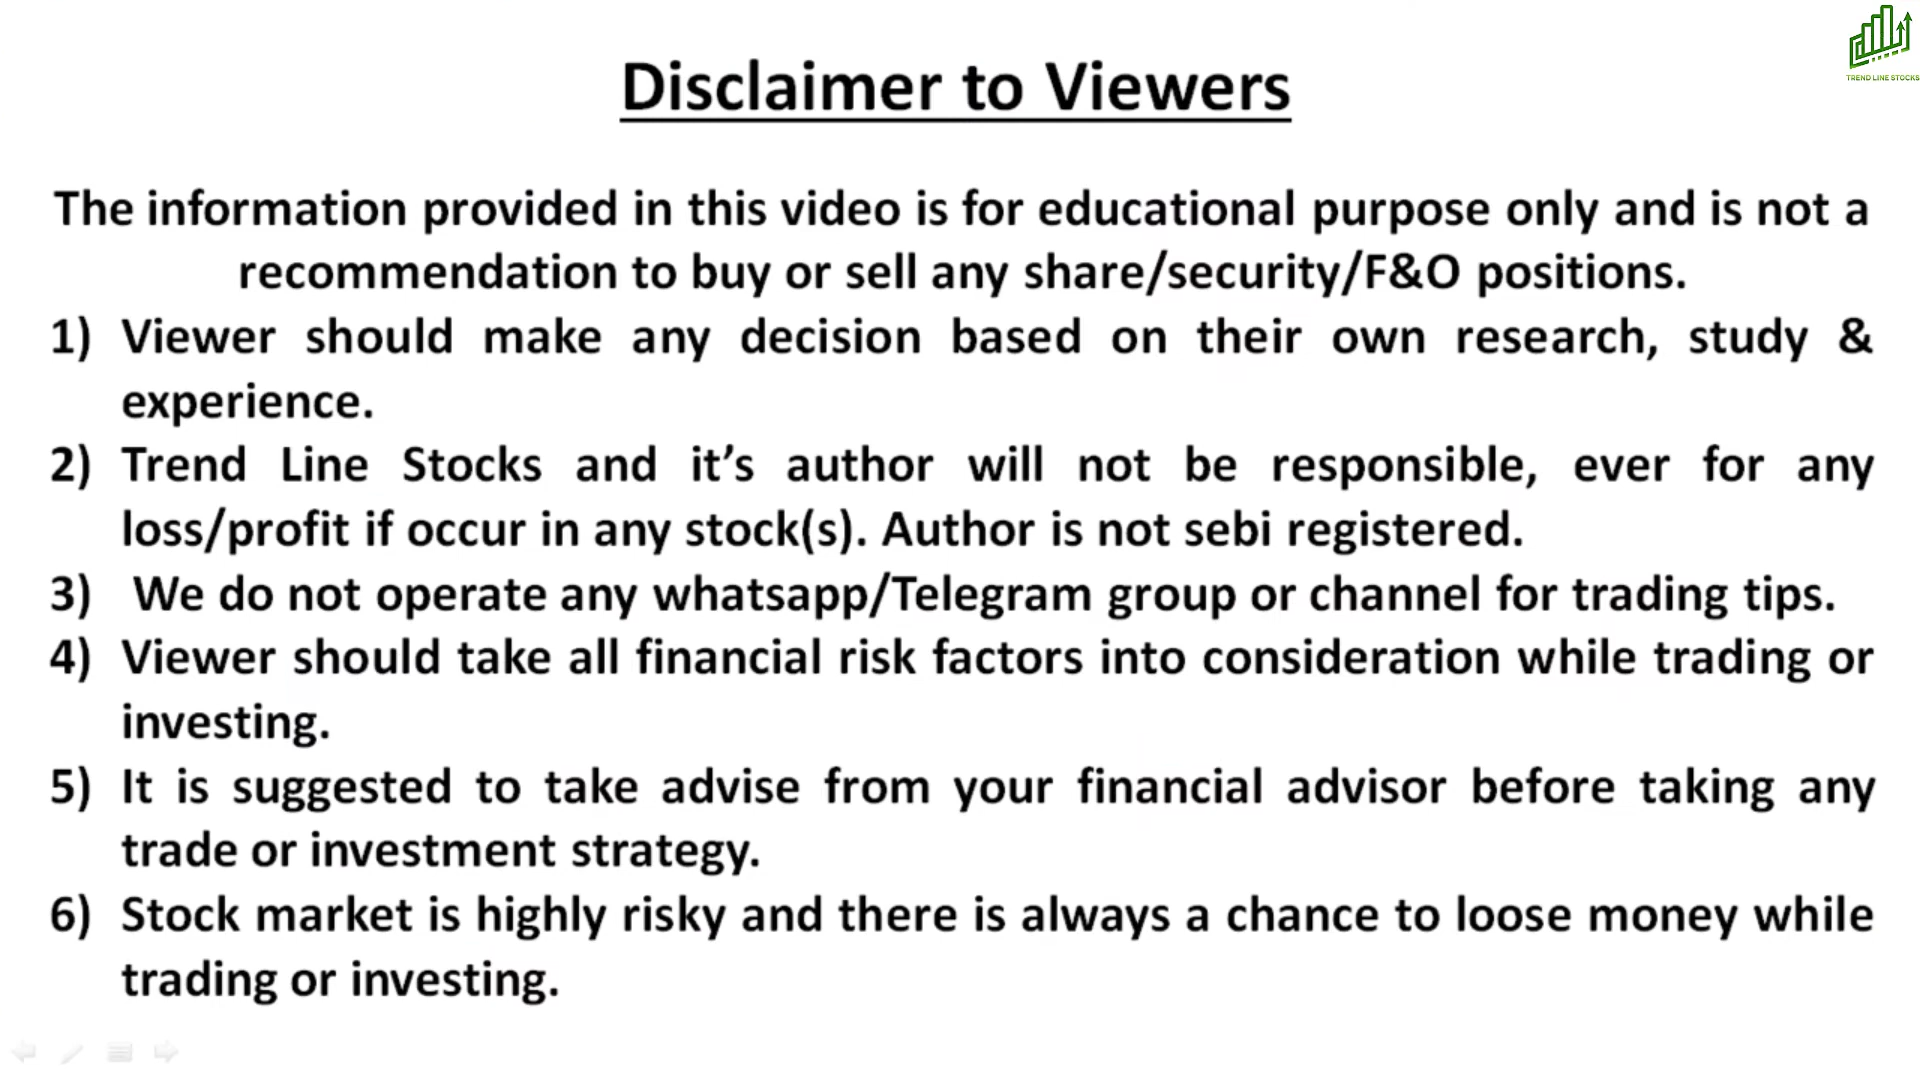 TREND LINE STOCKS
Disclaimer to Viewers
The information provided in this video is for educational purpose only and is not a
recommendation to buy or sell any share/security/F&O positions.
1) Viewer should make any decision based on their own research, study &
experience.
2) Trend Line Stocks and it’s author will not be responsible, ever for any
loss/profit if occur in any stock(s). Author is not sebi registered.
3) We do not operate any whatsapp/Telegram group or channel for trading tips.
4) Viewer should take all financial risk factors into consideration while trading or
investing.
5) It is suggested to take advise from your financial advisor before taking any
trade or investment strategy.
6) Stock market is highly risky and there is always a chance to loose money while
trading or investing.